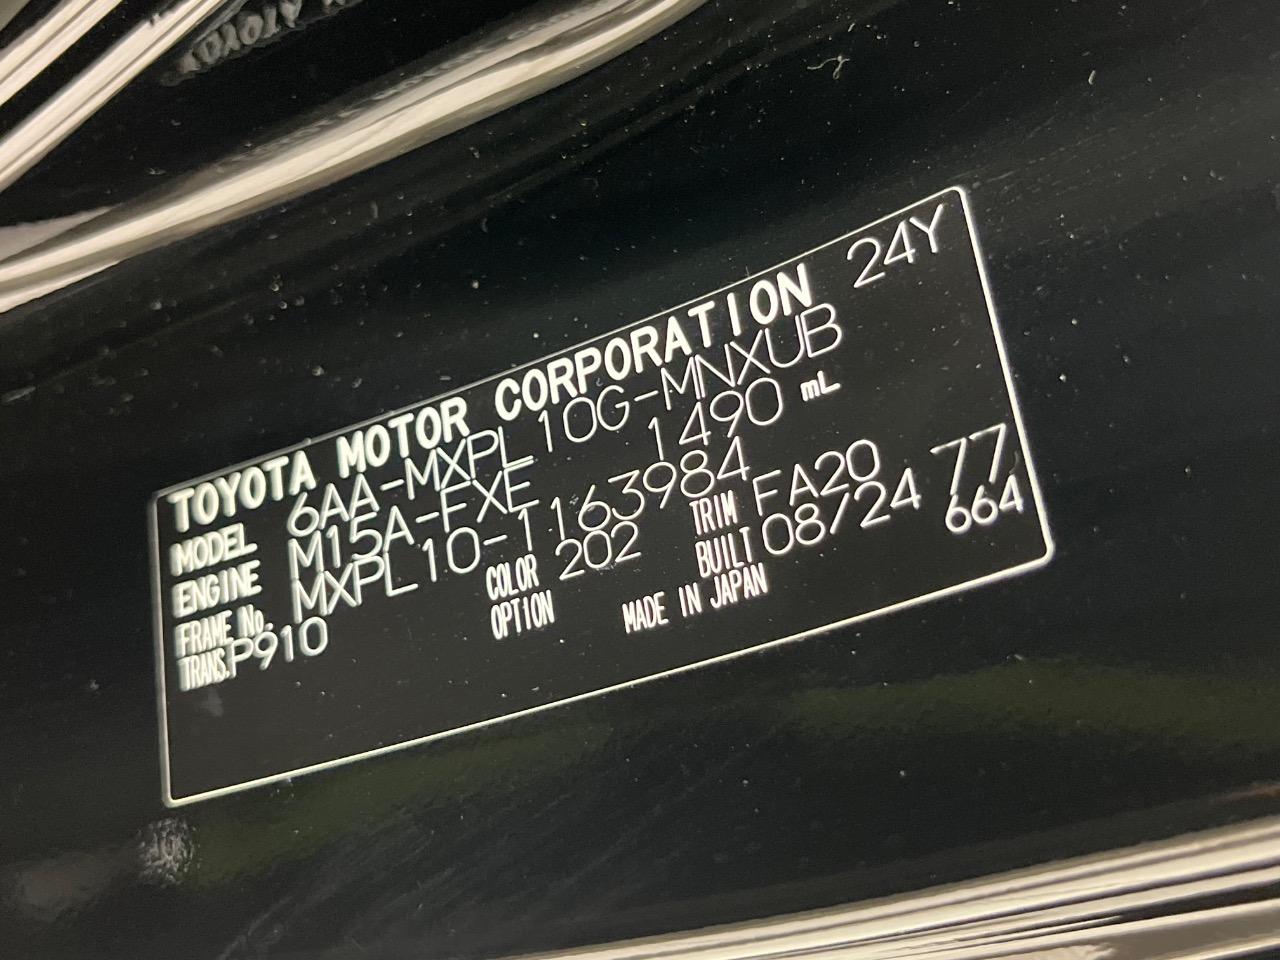 TOYOTA MOTOR CORPORATION 24Y
MODEL 6AA-MXPL10G-MNXUB
ENGINE M15A-FXE 1490 mL
FRAME No. MXPL10-1163984
TRANS. P910 COLOR 202 TRIM FA20 77
OPTION BUILT 08/24 664
MADE IN JAPAN